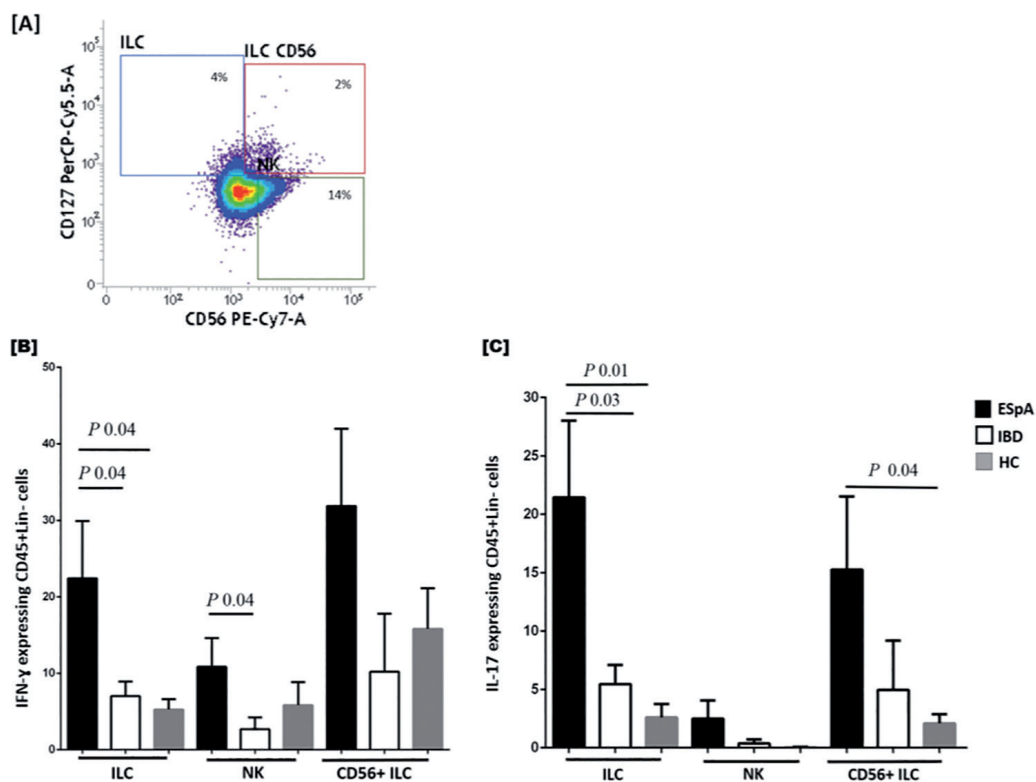 [A]
ILC
ILC CD56
4%
2%
NK
14%
10⁵
10⁴
10³
10²
0
CD127 PerCP-Cy5.5-A
0
10²
10³
10⁴
10⁵
CD56 PE-Cy7-A
[B]
50
40
30
20
10
0
IFN-γ expressing CD45+Lin- cells
P 0.04
P 0.04
P 0.04
ILC
NK
CD56+ ILC
[C]
30
25
20
15
10
5
0
IL-17 expressing CD45+Lin- cells
P 0.01
P 0.03
P 0.04
ILC
NK
CD56+ ILC
ESpA
IBD
HC